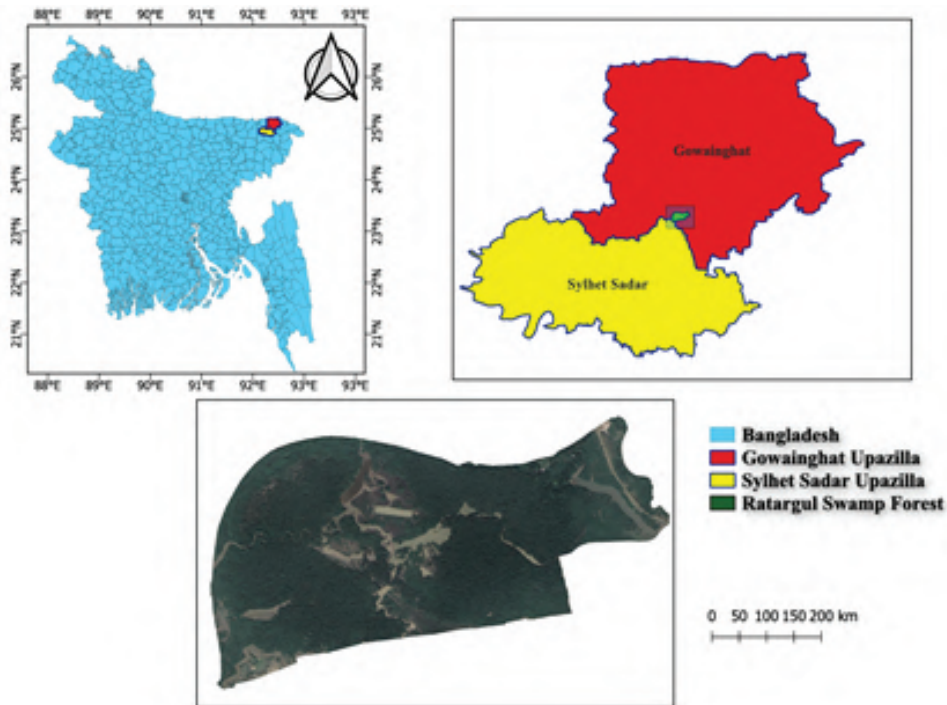 88°E 89°E 90°E 91°E 92°E 93°E 93°E
26°N
25°N
24°N
23°N
22°N
21°N
26°N
25°N
24°N
23°N
22°N
21°N
88°E 89°E 90°E 91°E 92°E 93°E 93°E
Gowainghat
Sylhet Sadar
Bangladesh
Gowainghat Upazilla
Sylhet Sadar Upazilla
Ratargul Swamp Forest
0 50 100 150 200 km